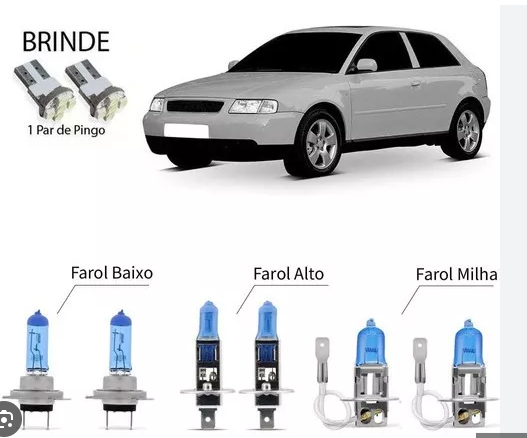 BRINDE
1 Par de Pingo
Farol Baixo
Farol Alto
Farol Milha